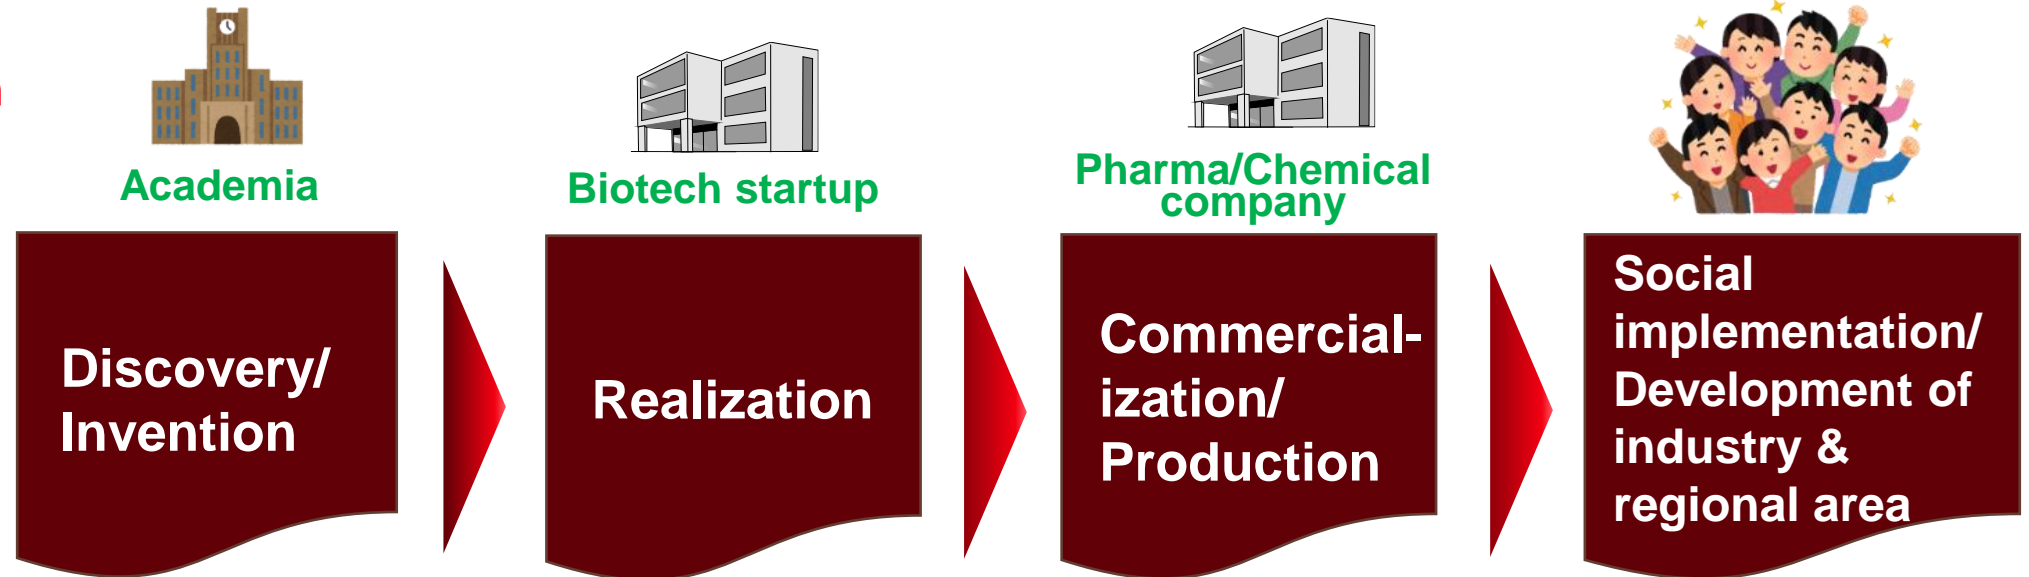 Academia
Discovery/
Invention
Biotech startup
Realization
Pharma/Chemical
company
Commercial-
ization/
Production
Social
implementation/
Development of
industry &
regional area